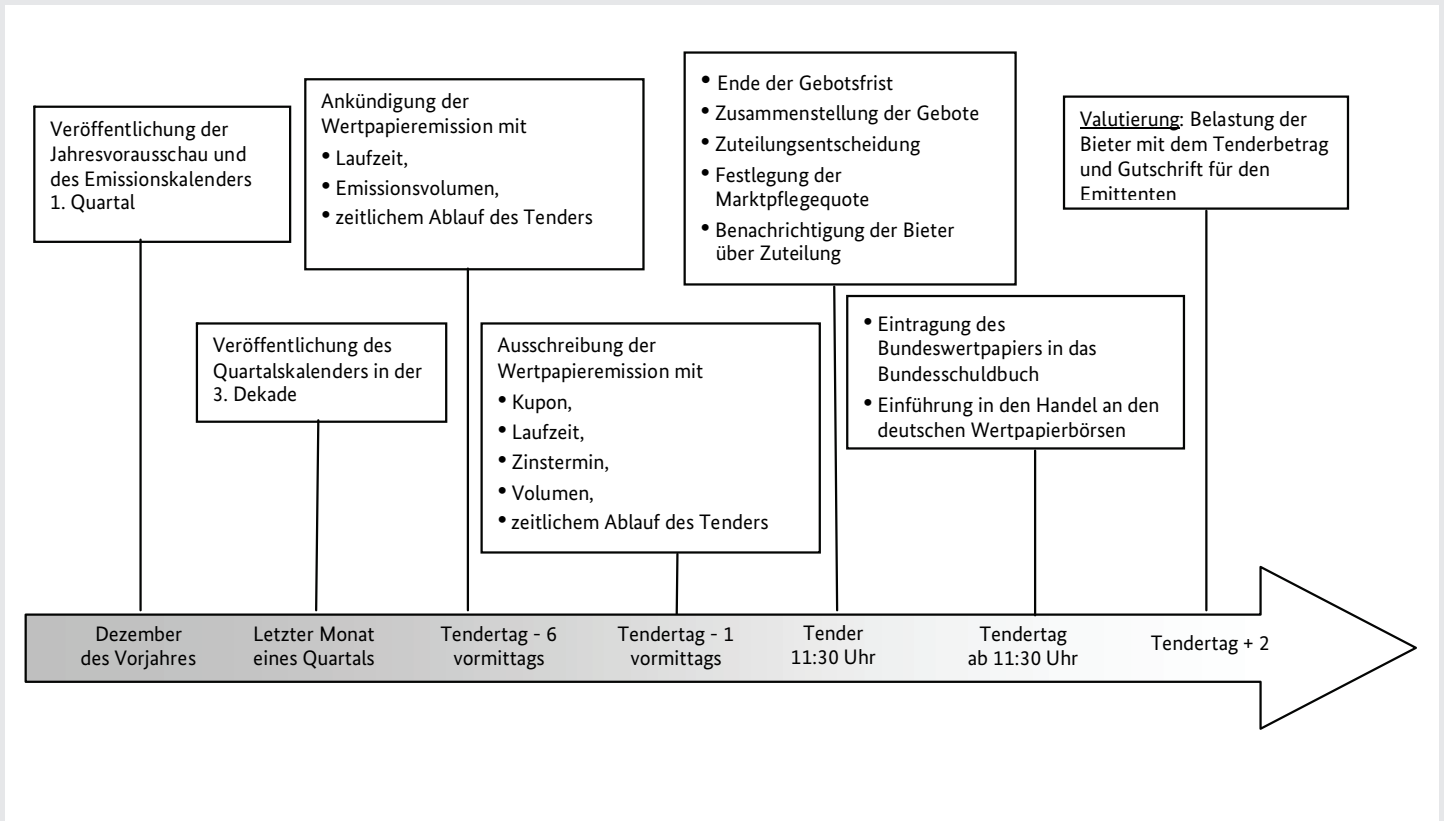 Veröffentlichung der
Jahresvorausschau und
des Emissionskalenders
1. Quartal
Ankündigung der
Wertpapieremission mit
• Laufzeit,
• Emissionsvolumen,
• zeitlichem Ablauf des Tenders
• Ende der Gebotsfrist
• Zusammenstellung der Gebote
• Zuteilungsentscheidung
• Festlegung der
Marktpflegequote
• Benachrichtigung der Bieter
über Zuteilung
Valutierung: Belastung der
Bieter mit dem Tenderbetrag
und Gutschrift für den
Emittenten
Veröffentlichung des
Quartalskalenders in der
3. Dekade
Ausschreibung der
Wertpapieremission mit
• Kupon,
• Laufzeit,
• Zinstermin,
• Volumen,
• zeitlichem Ablauf des Tenders
• Eintragung des
Bundeswertpapiers in das
Bundesschuldbuch
• Einführung in den Handel an den
deutschen Wertpapierbörsen
Dezember
des Vorjahres
Letzter Monat
eines Quartals
Tendertag - 6
vormittags
Tendertag - 1
vormittags
Tender
11:30 Uhr
Tendertag
ab 11:30 Uhr
Tendertag + 2